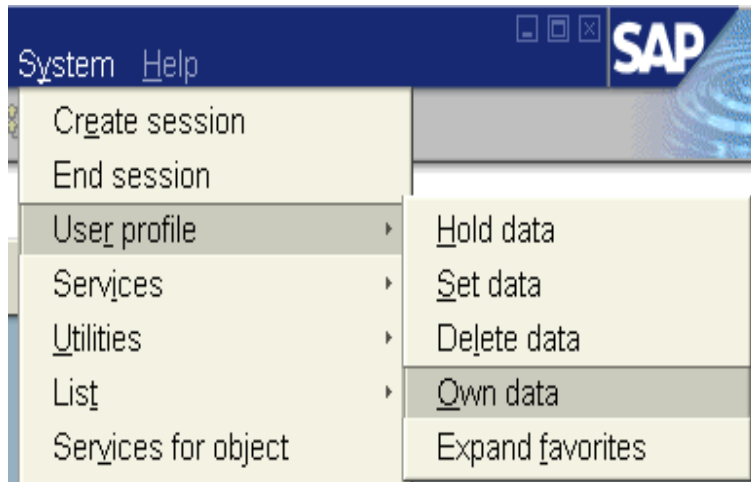 SAP
System Help
Create session
End session
User profile
Services
Utilities
List
Services for object
Hold data
Set data
Delete data
Own data
Expand favorites